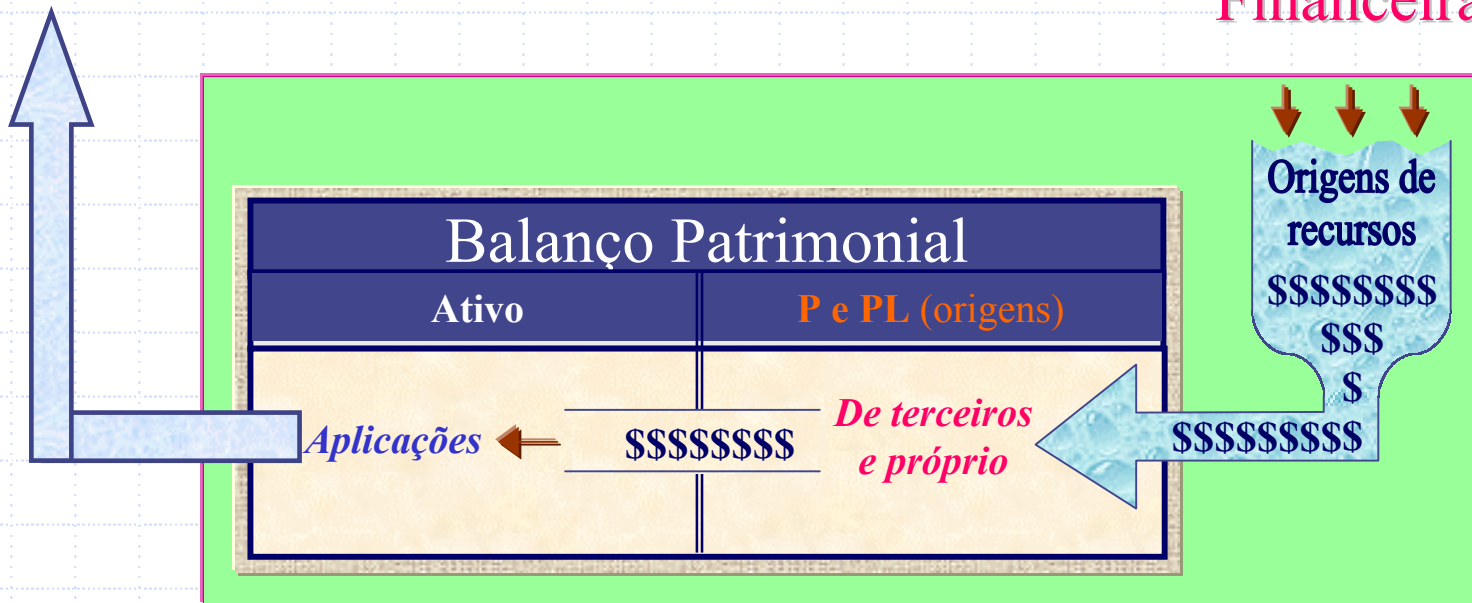 Financeira
Origens de
recursos
$$$$$$$$
$$$
$
$$$$$$$$$
Balanço Patrimonial
Ativo
P e PL (origens)
Aplicações
$$$$$$$$
De terceiros
e próprio